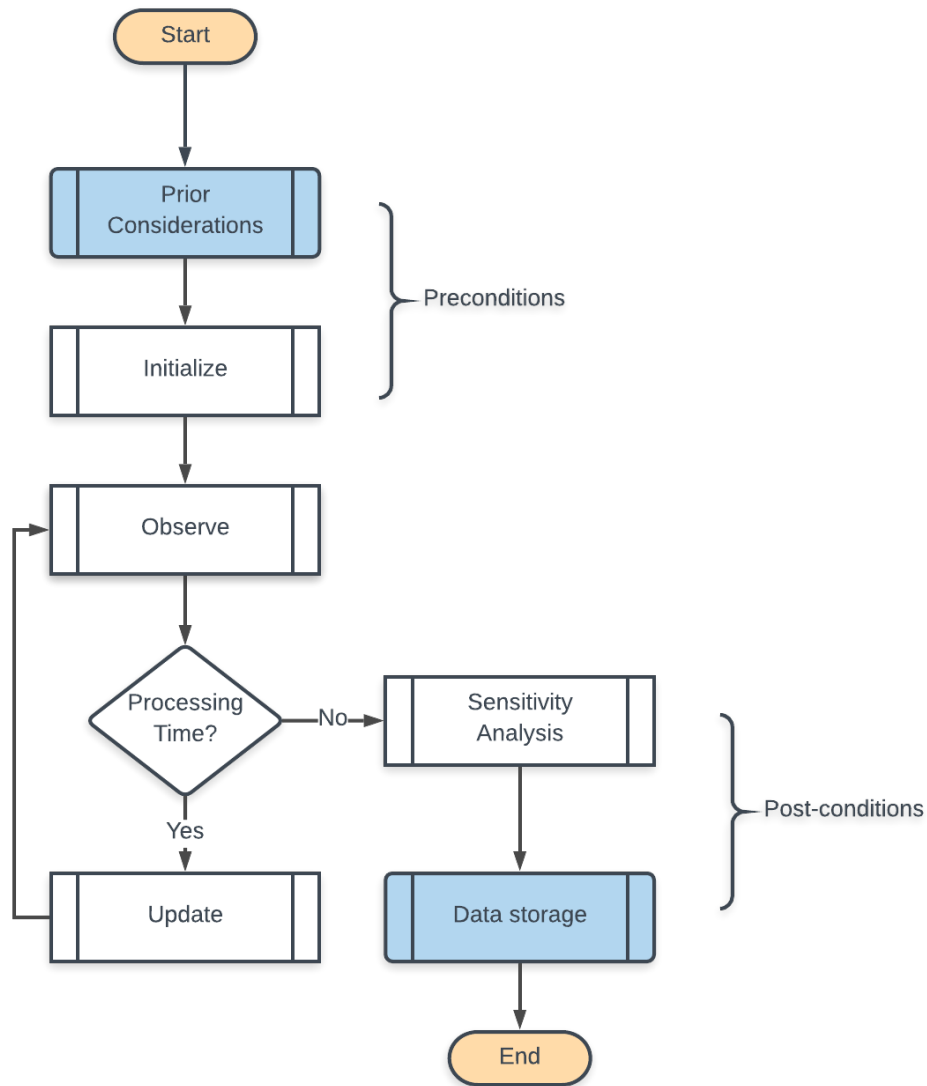 Start
Prior
Considerations
Preconditions
Initialize
Observe
Processing
Time?
No
Sensitivity
Analysis
Post-conditions
Yes
Update
Data storage
End